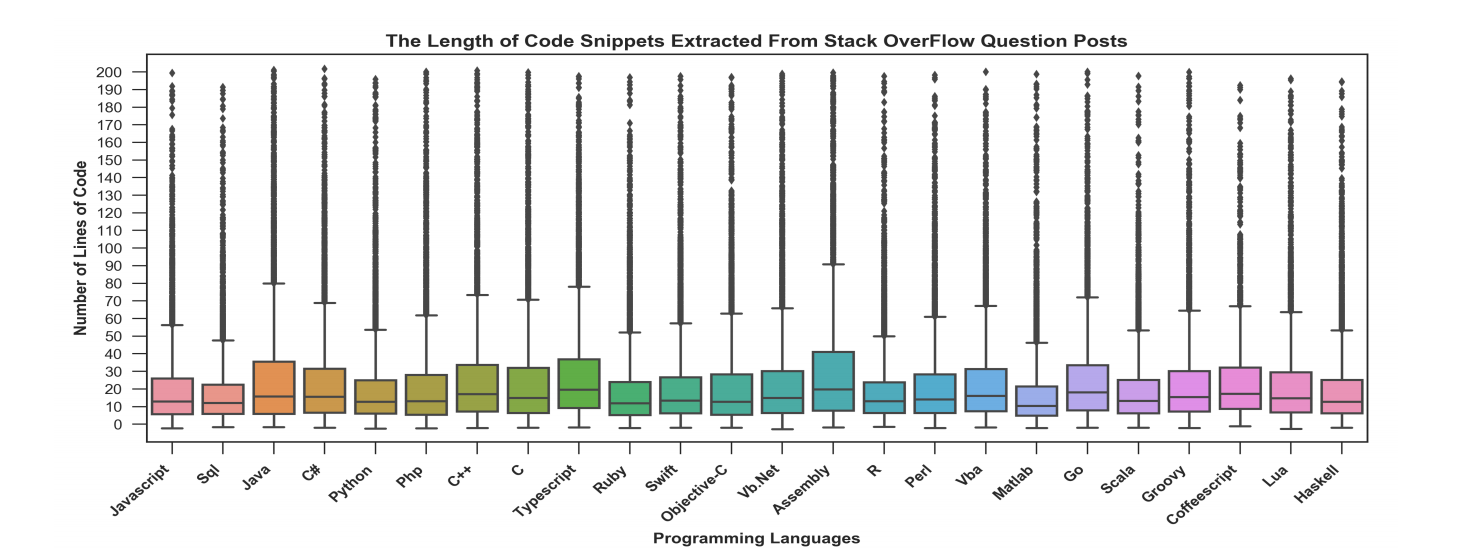 The Length of Code Snippets Extracted From Stack OverFlow Question Posts
Number of Lines of Code
200
190
180
170
160
150
140
130
120
110
100
90
80
70
60
50
40
30
20
10
0
Javascript
Sql
Java
C#
Python
Php
C++
C
Typescript
Ruby
Swift
Objective-C
Vb.Net
Assembly
R
Perl
Vba
Matlab
Go
Scala
Groovy
Coffeescript
Lua
Haskell
Programming Languages